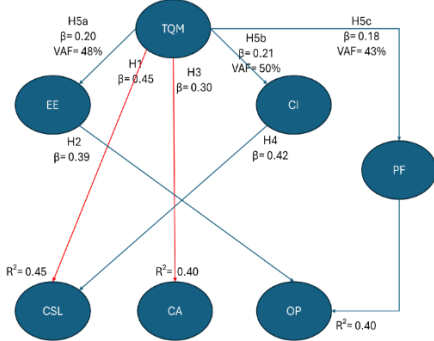 H5a
β= 0.20
VAF= 48%
TQM
H5c
β= 0.18
VAF= 43%
H5b
β= 0.21
VAF= 50%
H1
β= 0.45
H3
β= 0.30
EE
CI
H2
β= 0.39
H4
β= 0.42
PF
R²= 0.45
R²= 0.40
CSL
CA
OP
R²= 0.40